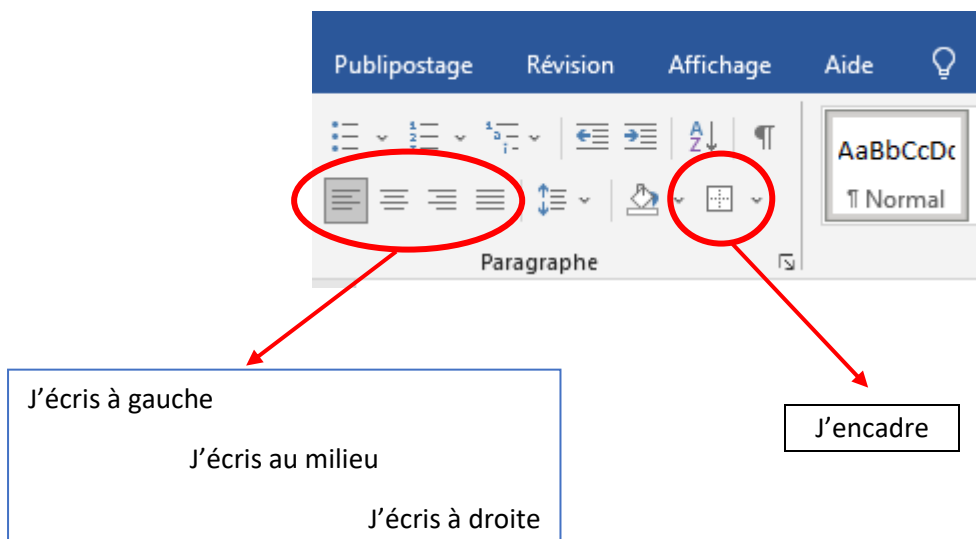 Publipostage Révision Affichage Aide
AaBbCcDc
¶ Normal
Paragraphe
J'écris à gauche
J'encadre
J'écris au milieu
J'écris à droite